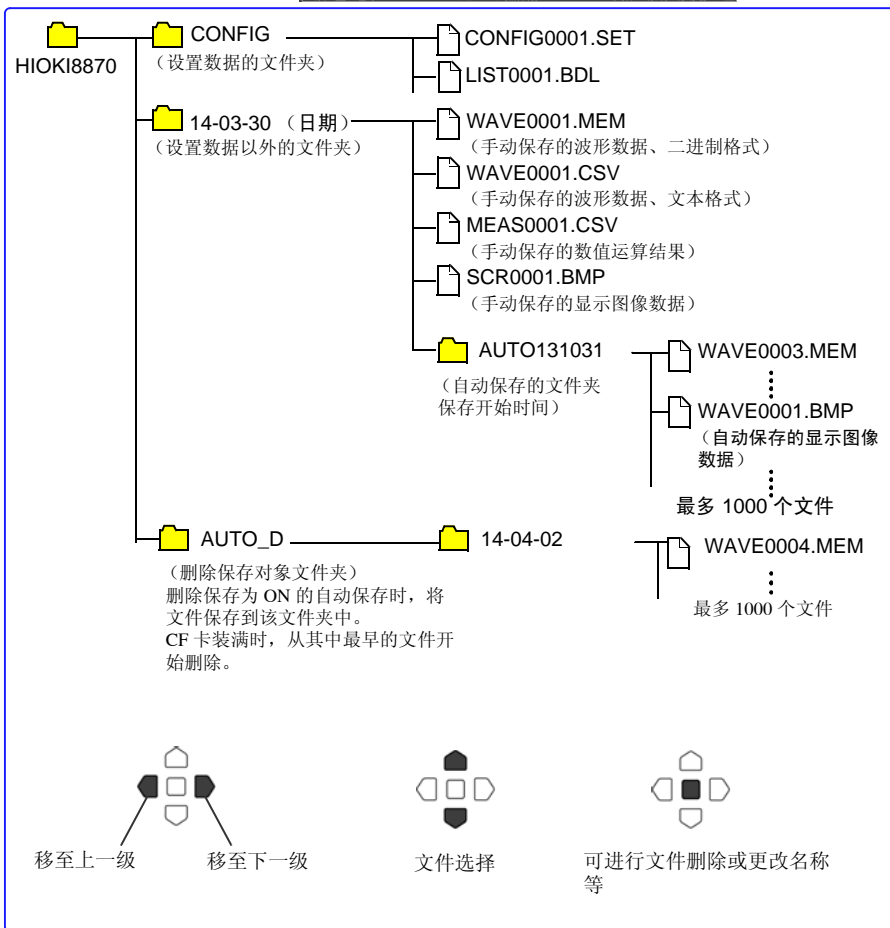 HIOKI8870
CONFIG
（设置数据的文件夹）
CONFIG0001.SET
LIST0001.BDL
14-03-30 （日期）
（设置数据以外的文件夹）
WAVE0001.MEM
（手动保存的波形数据、二进制格式）
WAVE0001.CSV
（手动保存的波形数据、文本格式）
MEAS0001.CSV
（手动保存的数值运算结果）
SCR0001.BMP
（手动保存的显示图像数据）
AUTO131031
（自动保存的文件夹
保存开始时间）
WAVE0003.MEM
WAVE0001.BMP
（自动保存的显示图像
数据）
最多 1000 个文件
AUTO_D
（删除保存对象文件夹）
删除保存为 ON 的自动保存时，将
文件保存到该文件夹中。
CF 卡装满时，从其中最早的文件开
始删除。
14-04-02
WAVE0004.MEM
最多 1000 个文件
移至上一级
移至下一级
文件选择
可进行文件删除或更改名称
等